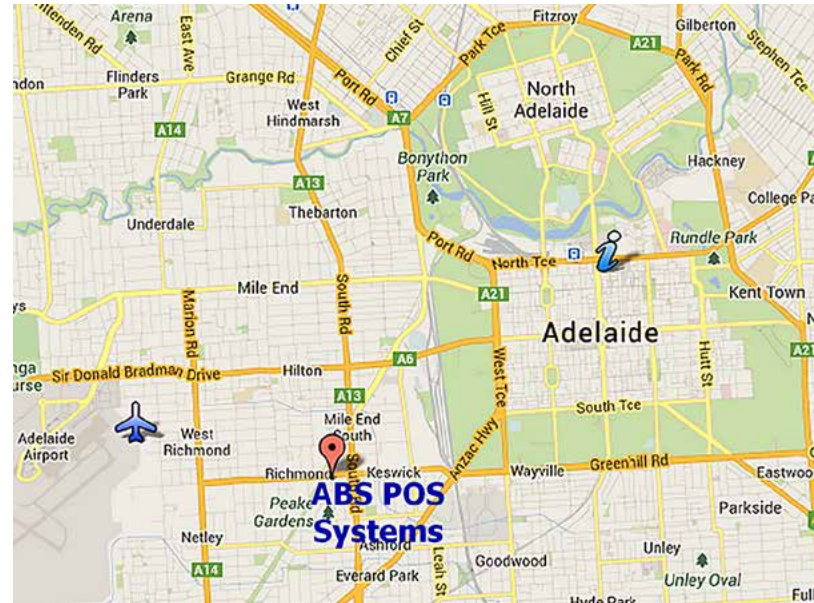 Arena
East Ave
Chief St
Fitzroy
Gilberton
A21
Stephen Tce
Park Tce
Park Rd
Flinders
Park
Grange Rd
Port Rd
North
Adelaide
Hill St
West
Hindmarsh
A7
A14
Hackney
Bonython
Park
A13
Thebarton
Underdale
Rundle Park
Port Rd
North Tce
Mile End
South Rd
A21
Kent Town
Marion Rd
Adelaide
A6
West Tce
Hutt St
A21
Sir Donald Bradman Drive
Hilton
A13
South Tce
Mile End
South
Anzac Hwy
Adelaide
Airport
West
Richmond
Richmond
South Rd
Keswick
Wayville
Greenhill Rd
ABS POS
Systems
Peake
Gardens
Parkside
Netley
Ashford
Leah St
Goodwood
Unley
A14
Everard Park
Unley Oval